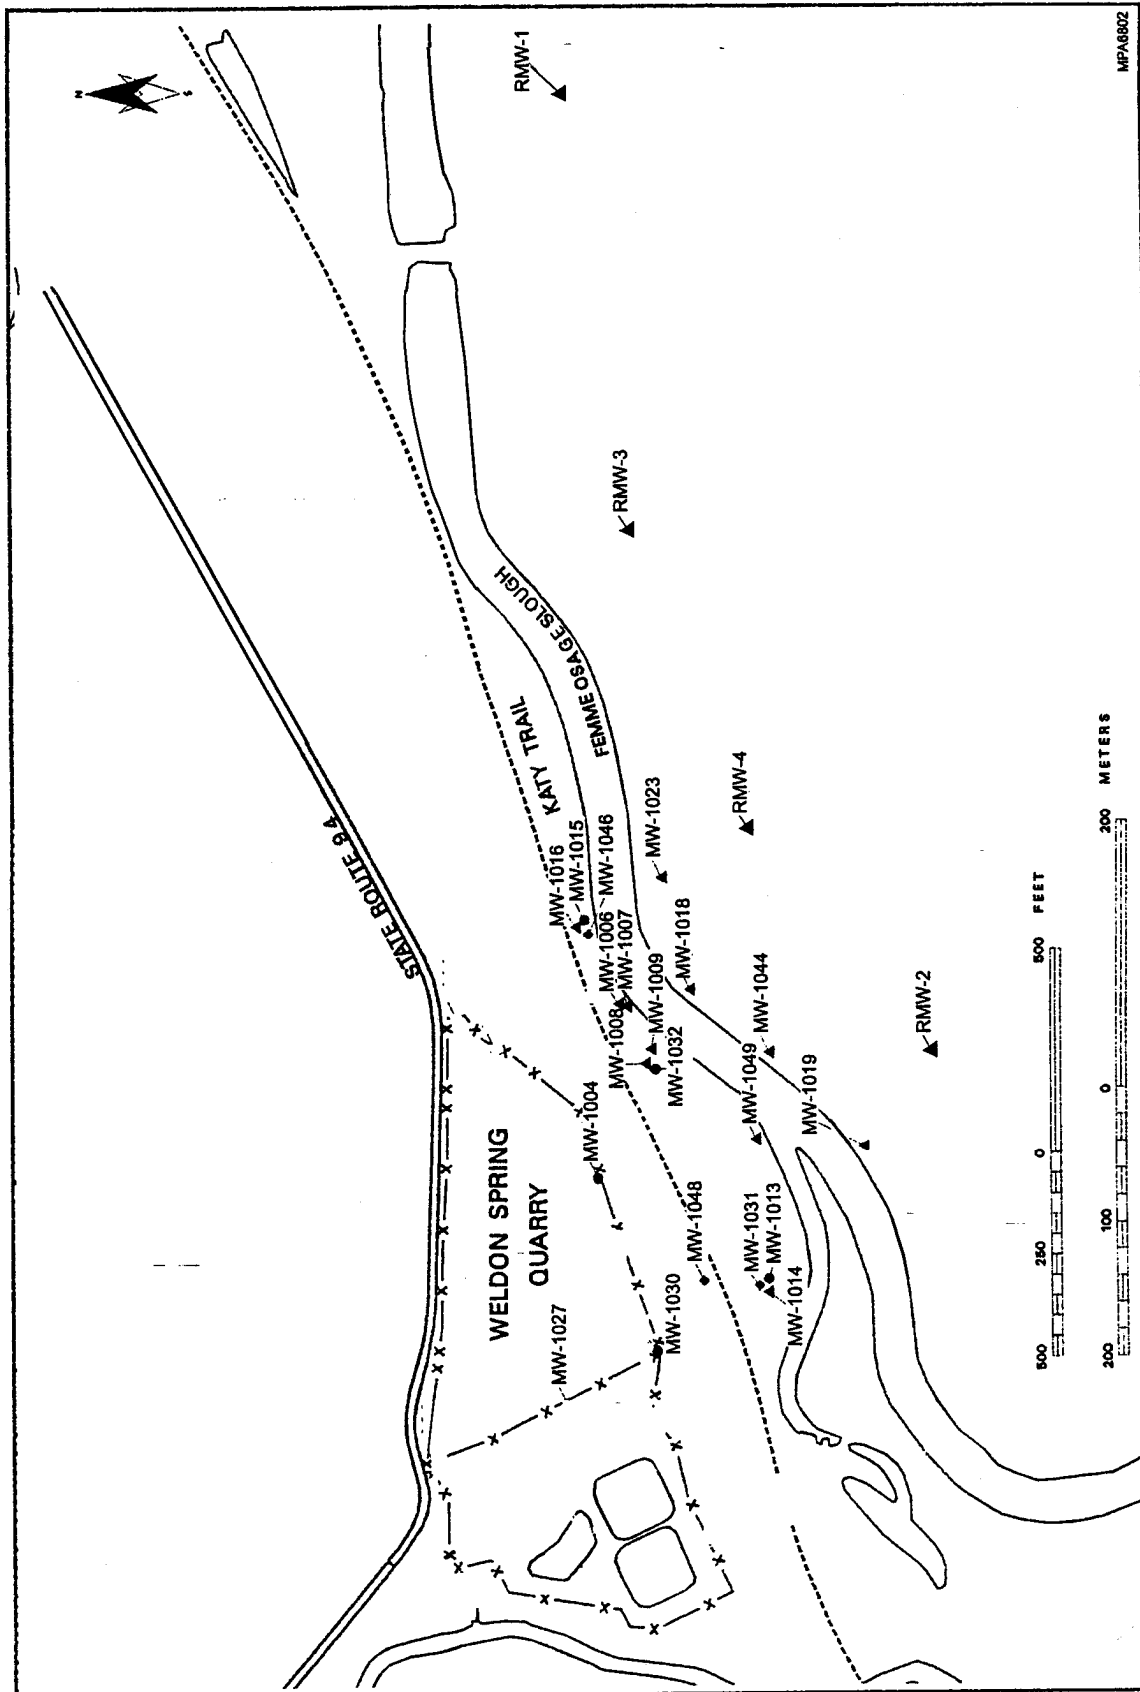 N
S
RMW-1
MPA6802
STATE ROUTE 94
RMW-3
FEMME OSAGE SLOUGH
KATY TRAIL
MW-1016
MW-1015
MW-1046
MW-1023
RMW-4
MW-1006
MW-1007
MW-1018
MW-1008
MW-1009
MW-1032
MW-1044
RMW-2
MW-1049
MW-1019
MW-1004
WELDON SPRING
QUARRY
MW-1048
MW-1031
MW-1013
MW-1014
MW-1027
MW-1030
500 250 0 500 FEET
200 100 0 200 METERS